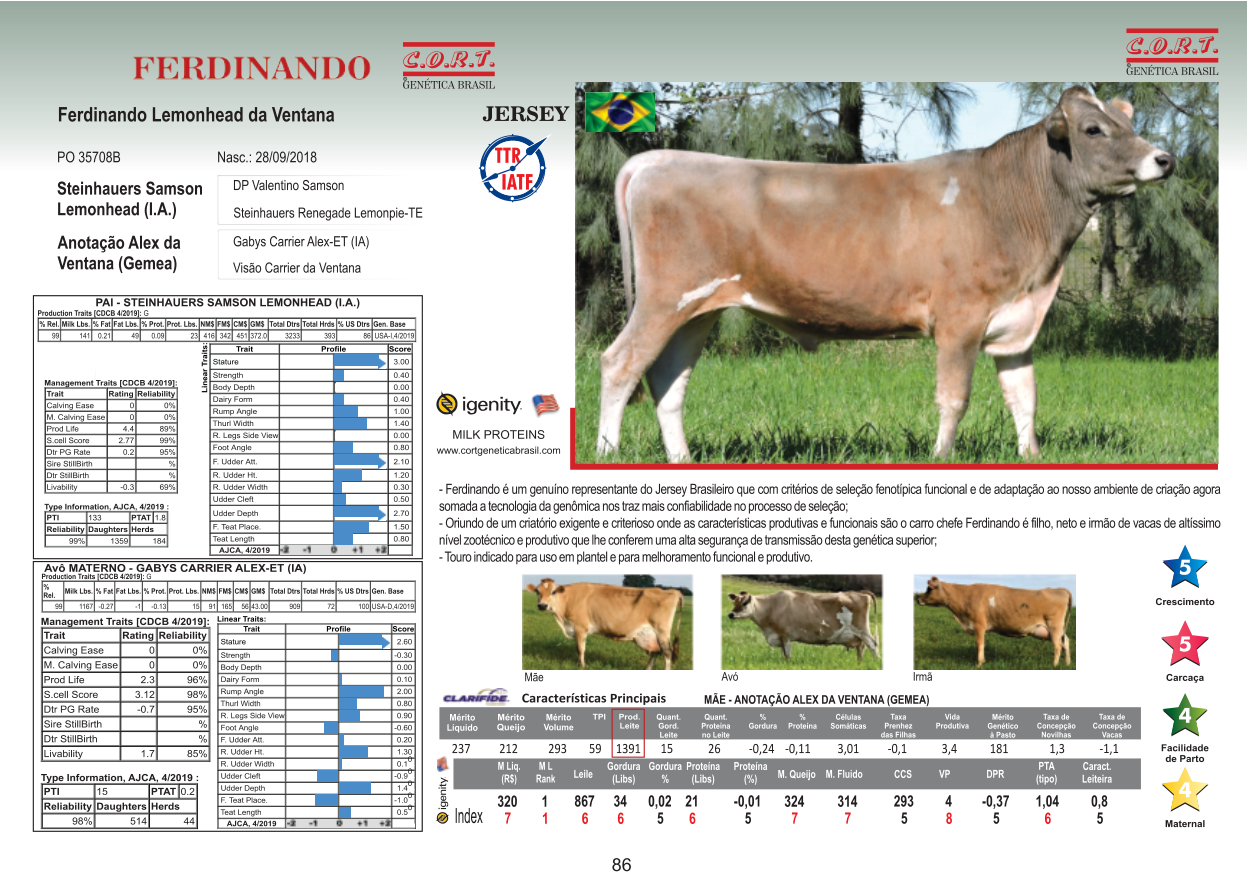 FERDINANDO
C.O.R.T.
GENÉTICA BRASIL
C.O.R.T.
GENÉTICA BRASIL
Ferdinando Lemonhead da Ventana
JERSEY
TTR
IATF
PO 35708B Nasc.: 28/09/2018
Steinhauers Samson
Lemonhead (I.A.)
DP Valentino Samson
Steinhauers Renegade Lemonpie-TE
Anotação Alex da
Ventana (Gemea)
Gabys Carrier Alex-ET (IA)
Visão Carrier da Ventana
PAI - STEINHAUERS SAMSON LEMONHEAD (I.A.)
Production Traits [CDCB 4/2019]: G
% Rel. Milk Lbs. % Fat Fat Lbs. % Prot. Prot. Lbs. NM$ FM$ CM$ GM$ Total Dtrs Total Hrds % US Dtrs Gen. Base
99 141 0.21 49 0.09 23 416 342 451 372.0 3233 393 86 USA-I,4/2019
Management Traits [CDCB 4/2019]:
Trait Rating Reliability
Calving Ease 0 0%
M. Calving Ease 0 0%
Prod Life 4.4 89%
S.cell Score 2.77 99%
Dtr PG Rate 0.2 95%
Sire StillBirth %
Dtr StillBirth %
Livability -0.3 69%
Type Information, AJCA, 4/2019 :
PTI 133 PTAT 1.8
Reliability Daughters Herds
99% 1359 184
Linear Traits:
Trait Profile Score
Stature 3.00
Strength 0.40
Body Depth 0.00
Dairy Form 0.40
Rump Angle 1.00
Thurl Width 1.40
R. Legs Side View 0.00
Foot Angle 0.80
F. Udder Att. 2.10
R. Udder Ht. 1.20
R. Udder Width 0.30
Udder Cleft 0.50
Udder Depth 2.70
F. Teat Place. 1.50
Teat Length 0.80
AJCA, 4/2019 -2 -1 0 +1 +2
Avô MATERNO - GABYS CARRIER ALEX-ET (IA)
Production Traits [CDCB 4/2019]: G
% Rel. Milk Lbs. % Fat Fat Lbs. % Prot. Prot. Lbs. NM$ FM$ CM$ GM$ Total Dtrs Total Hrds % US Dtrs Gen. Base
99 1167 -0.27 -1 -0.13 15 91 165 56 43.00 909 72 100 USA-D,4/2019
Management Traits [CDCB 4/2019]:
Trait Rating Reliability
Calving Ease 0 0%
M. Calving Ease 0 0%
Prod Life 2.3 96%
S.cell Score 3.12 98%
Dtr PG Rate -0.7 95%
Sire StillBirth %
Dtr StillBirth %
Livability 1.7 85%
Type Information, AJCA, 4/2019 :
PTI 15 PTAT 0.2
Reliability Daughters Herds
98% 514 44
Linear Traits:
Trait Profile Score
Stature 2.60
Strength -0.30
Body Depth 0.00
Dairy Form 0.10
Rump Angle 2.00
Thurl Width 0.80
R. Legs Side View 0.90
Foot Angle -0.60
F. Udder Att. 0.20
R. Udder Ht. 1.30
R. Udder Width 0.10
Udder Cleft -0.90
Udder Depth 1.40
F. Teat Place. -1.00
Teat Length 0.50
AJCA, 4/2019 -2 -1 0 +1 +2
igenity
MILK PROTEINS
www.cortgeneticabrasil.com
- Ferdinando é um genuíno representante do Jersey Brasileiro que com critérios de seleção fenotípica funcional e de adaptação ao nosso ambiente de criação agora
somada a tecnologia da genômica nos traz mais confiabilidade no processo de seleção;
- Oriundo de um criatório exigente e criterioso onde as características produtivas e funcionais são o carro chefe Ferdinando é filho, neto e irmão de vacas de altíssimo
nível zootécnico e produtivo que lhe conferem uma alta segurança de transmissão desta genética superior;
- Touro indicado para uso em plantel e para melhoramento funcional e produtivo.
Mãe
Avó
Irmã
5
Crescimento
5
Carcaça
4
Facilidade
de Parto
4
Maternal
CLARIFIDE Características Principais MÃE - ANOTAÇÃO ALEX DA VENTANA (GEMEA)
Mérito Líquido Mérito Queijo Mérito Volume TPI Prod. Leite Quant. Gord. Leite Quant. Proteina no Leite % Gordura % Proteina Células Somáticas Taxa Prenhez das Filhas Vida Produtiva Mérito Genético à Pasto Taxa de Concepção Novilhas Taxa de Concepção Vacas
237 212 293 59 1391 15 26 -0,24 -0,11 3,01 -0,1 3,4 181 1,3 -1,1
igenity
M Liq. (R$) M L Rank Leile Gordura (Libs) Gordura % Proteína (Libs) Proteína (%) M. Queijo M. Fluido CCS VP DPR PTA (tipo) Caract. Leiteira
320 1 867 34 0,02 21 -0,01 324 314 293 4 -0,37 1,04 0,8
Index 7 1 6 6 5 6 5 7 7 5 8 5 6 5
86